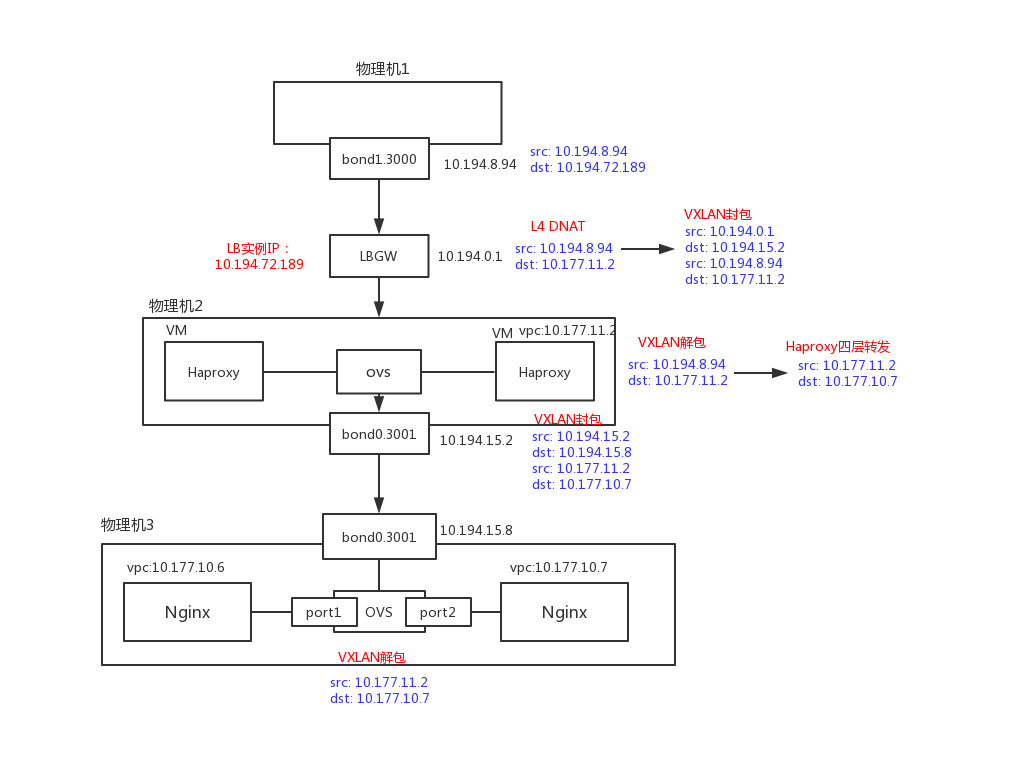 物理机1
bond1.3000
10.194.8.94
src: 10.194.8.94
dst: 10.194.72.189
LB实例IP：
10.194.72.189
LBGW
10.194.0.1
L4 DNAT
src: 10.194.8.94
dst: 10.177.11.2
VXLAN封包
src: 10.194.0.1
dst: 10.194.15.2
src: 10.194.8.94
dst: 10.177.11.2
物理机2
VM
Haproxy
ovs
VM
vpc:10.177.11.2
Haproxy
VXLAN解包
src: 10.194.8.94
dst: 10.177.11.2
Haproxy四层转发
src: 10.177.11.2
dst: 10.177.10.7
bond0.3001
10.194.15.2
VXLAN封包
src: 10.194.15.2
dst: 10.194.15.8
src: 10.177.11.2
dst: 10.177.10.7
物理机3
bond0.3001
10.194.15.8
vpc:10.177.10.6
Nginx
port1
OVS
port2
vpc:10.177.10.7
Nginx
VXLAN解包
src: 10.177.11.2
dst: 10.177.10.7